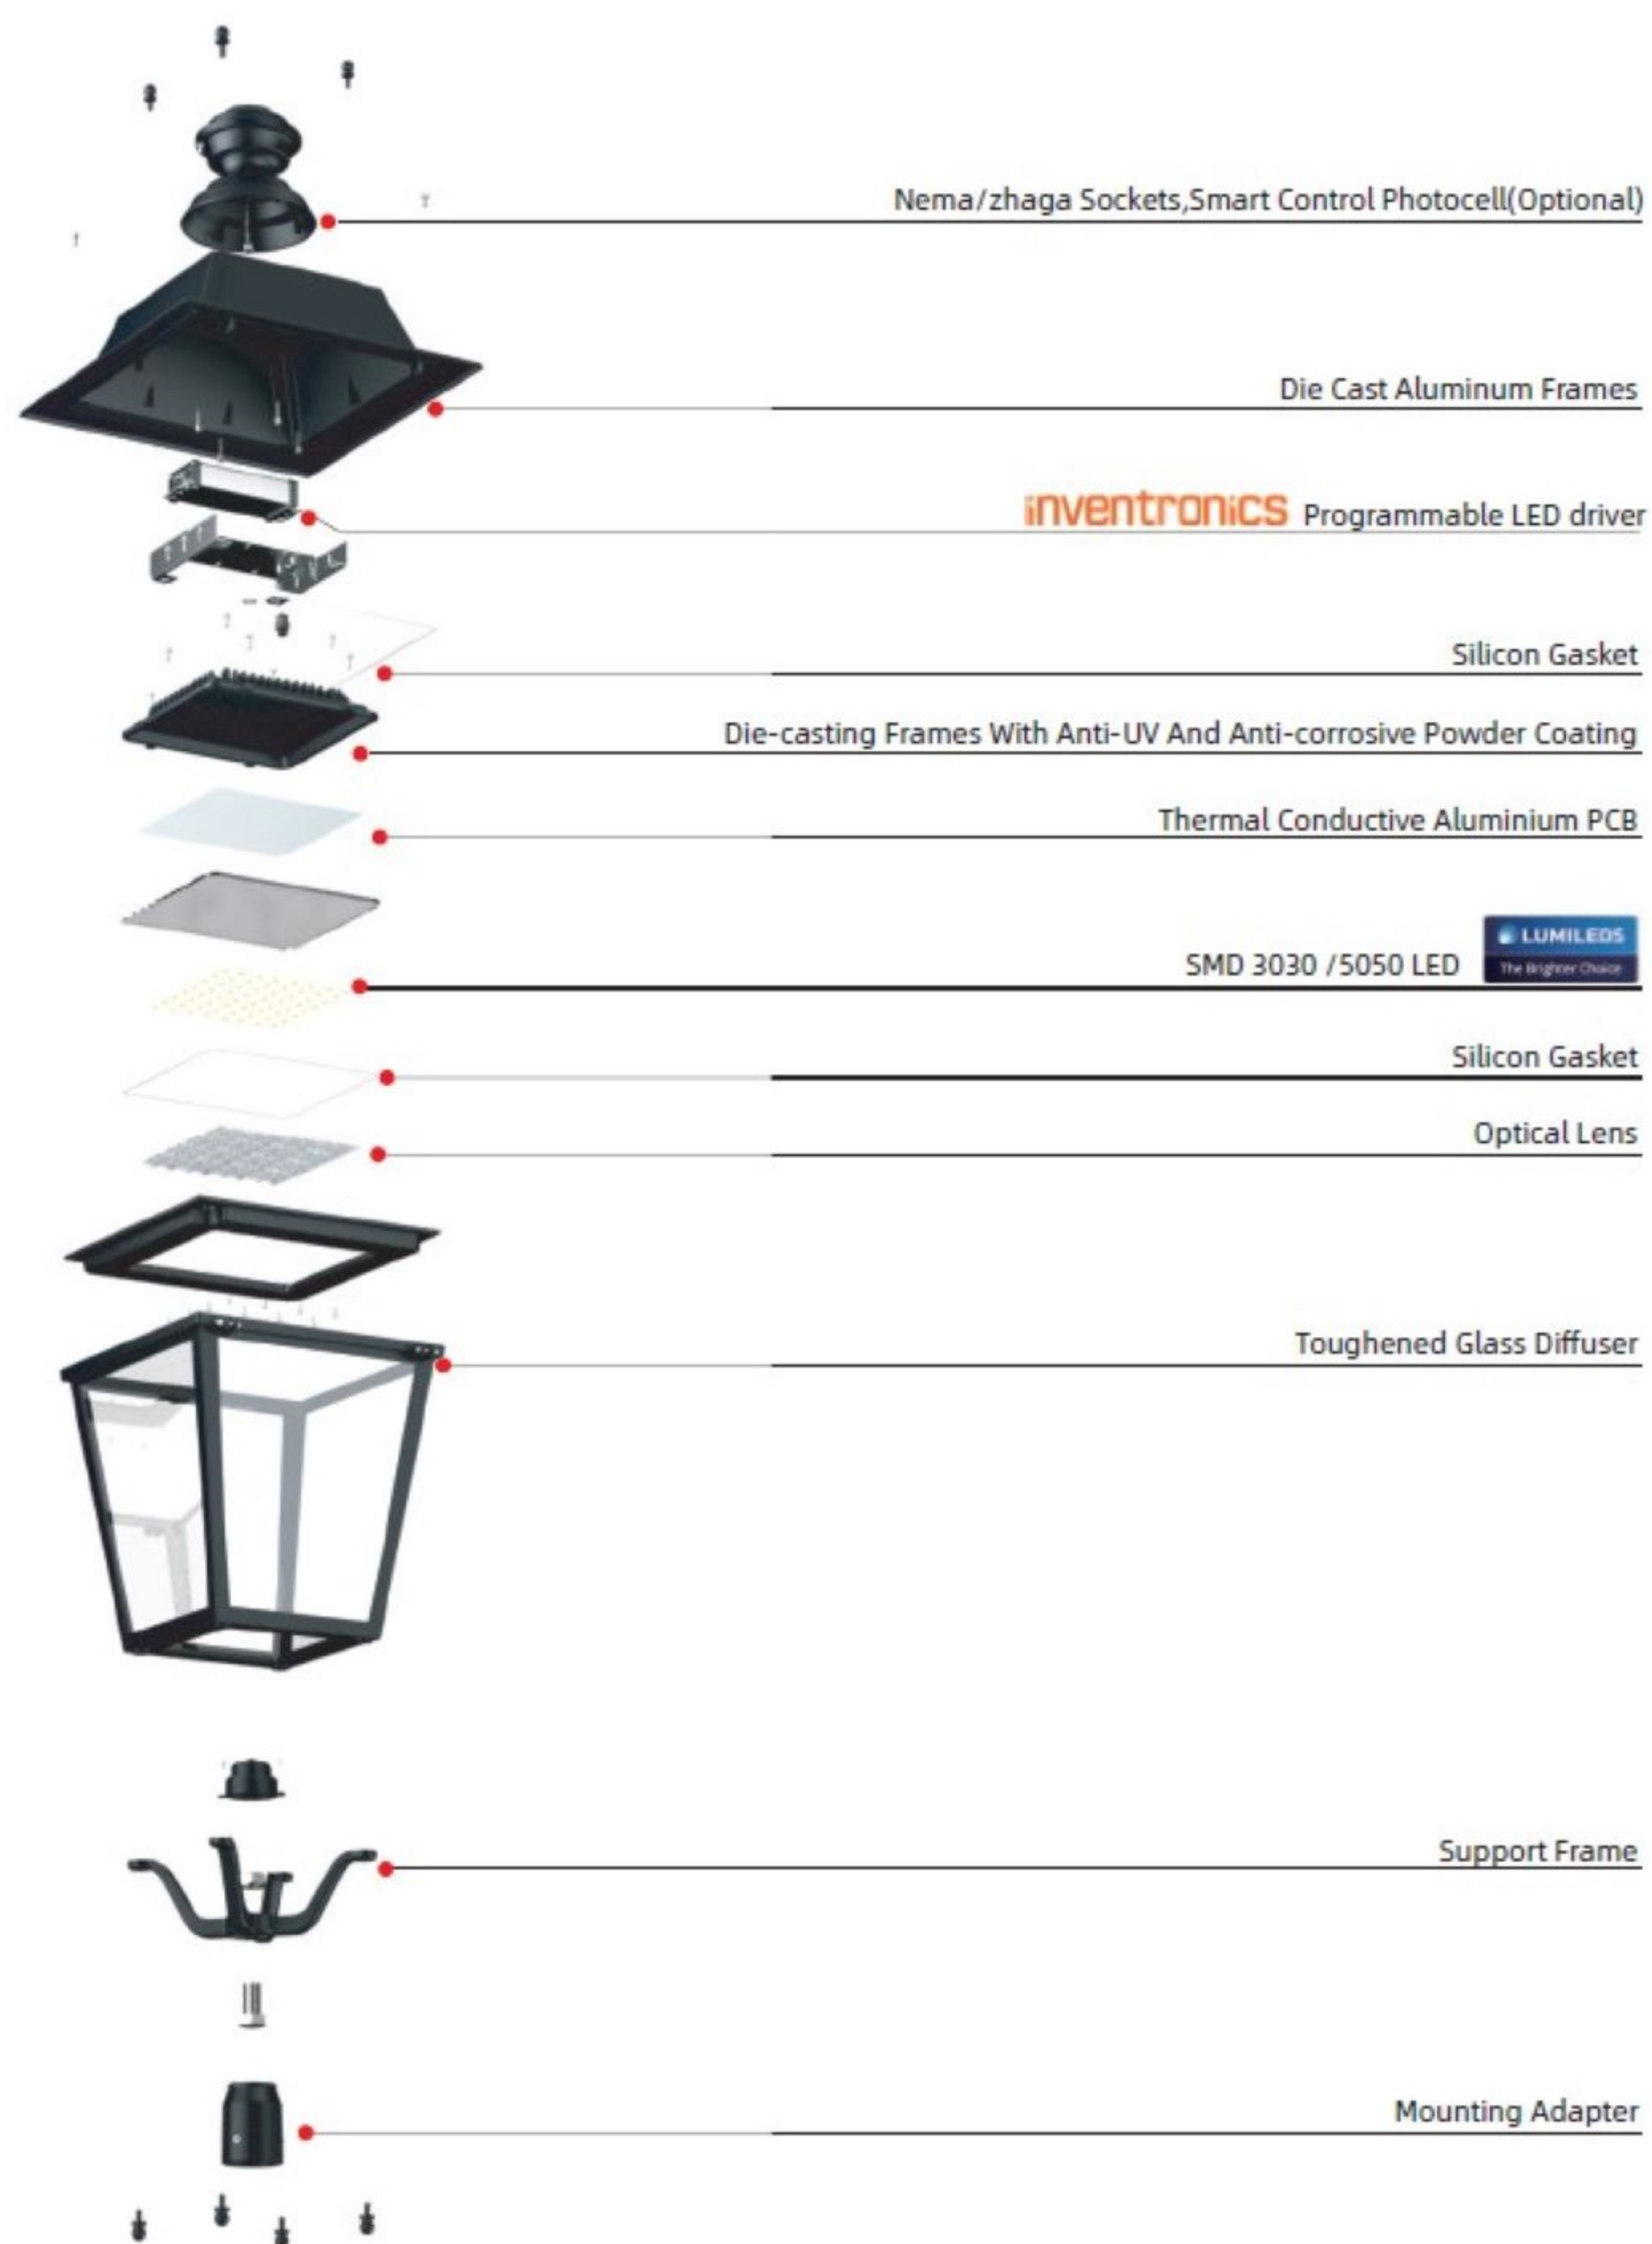 Nema/zhaga Sockets,Smart Control Photocell(Optional)
Die Cast Aluminum Frames
inventronics Programmable LED driver
Silicon Gasket
Die-casting Frames With Anti-UV And Anti-corrosive Powder Coating
Thermal Conductive Aluminium PCB
LUMILEDS
SMD 3030 /5050 LED The Brighter Choice
Silicon Gasket
Optical Lens
Toughened Glass Diffuser
Support Frame
Mounting Adapter